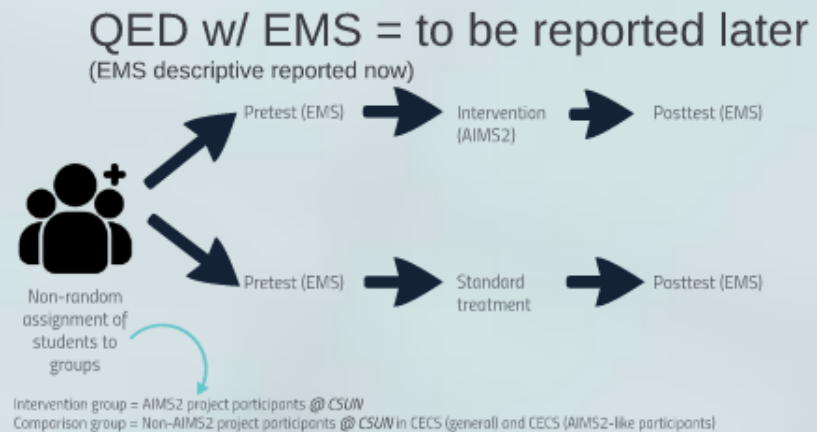 QED w/ EMS = to be reported later
(EMS descriptive reported now)
Pretest (EMS)
Intervention
(AIMS2)
Posttest (EMS)
Pretest (EMS)
Standard
treatment
Posttest (EMS)
Non-random
assignment of
students to
groups
Intervention group = AIMS2 project participants @ CSUN
Comparison group = Non-AIMS2 project participants @ CSUN in CECS (general) and CECS (AIMS2-like participants)